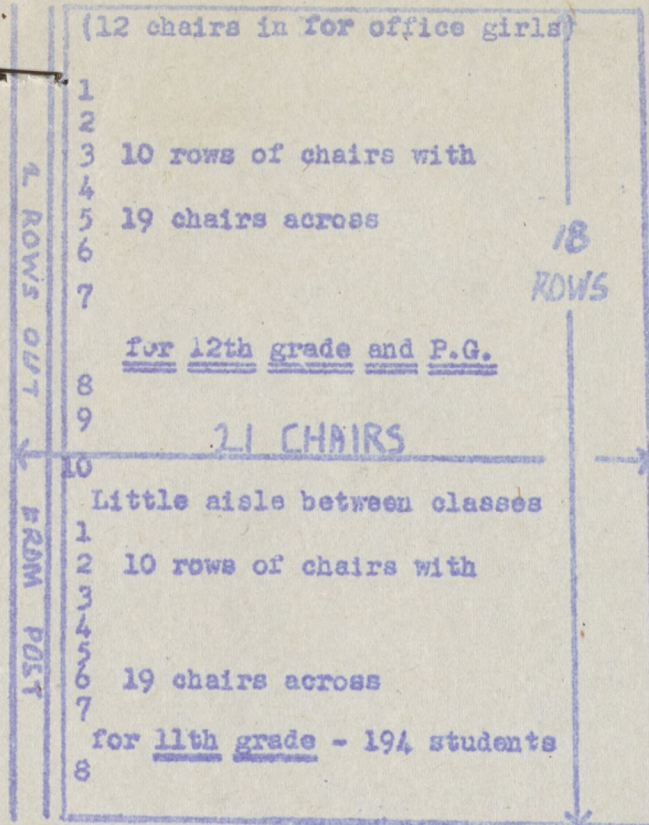 (12 chairs in for office girls)
1
2
3 10 rows of chairs with
4
5 19 chairs across
6
18
ROWS
7
for 12th grade and P.G.
8
9
21 CHAIRS
10
Little aisle between classes
1
2 10 rows of chairs with
3
4
5
6 19 chairs across
7
for 11th grade - 194 students
8
2 ROWS OUT FROM POST